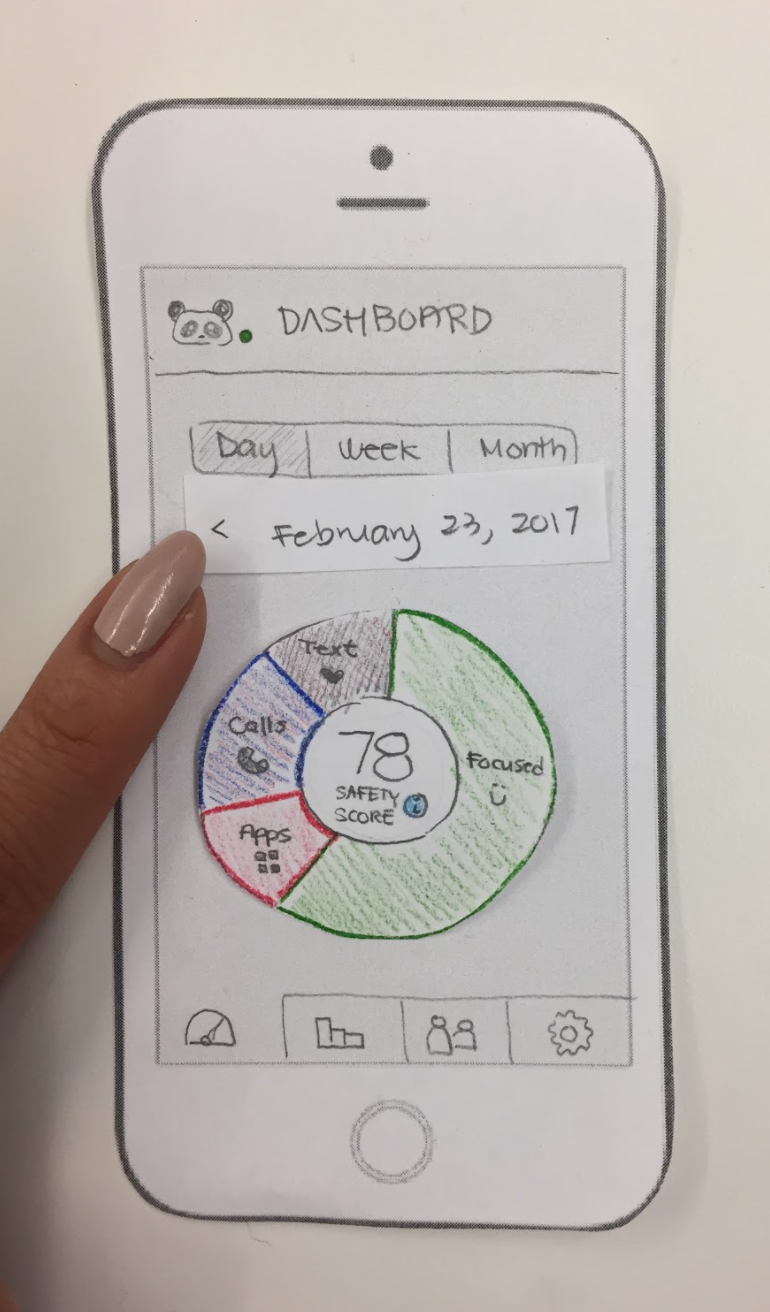 DASHBOARD
Day Week Month
< February 23, 2017
Text
Calls
78
Focused
SAFETY
SCORE i
Apps